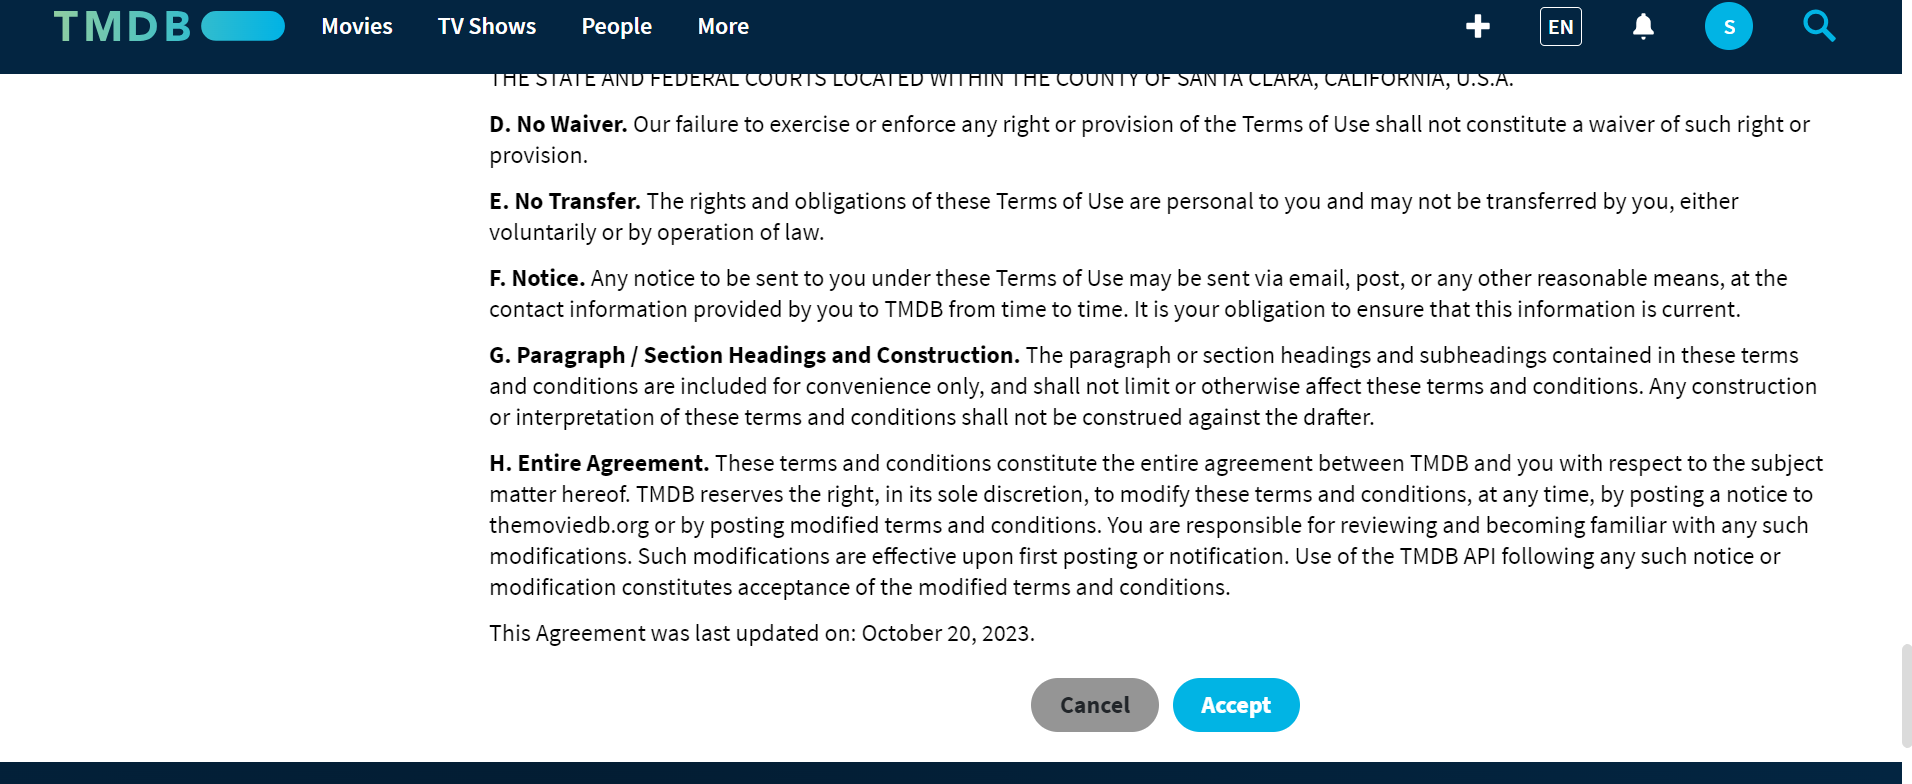 TMDB Movies TV Shows People More EN S
THE STATE AND FEDERAL COURTS LOCATED WITHIN THE COUNTY OF SANTA CLARA, CALIFORNIA, U.S.A.
D. No Waiver. Our failure to exercise or enforce any right or provision of the Terms of Use shall not constitute a waiver of such right or
provision.
E. No Transfer. The rights and obligations of these Terms of Use are personal to you and may not be transferred by you, either
voluntarily or by operation of law.
F. Notice. Any notice to be sent to you under these Terms of Use may be sent via email, post, or any other reasonable means, at the
contact information provided by you to TMDB from time to time. It is your obligation to ensure that this information is current.
G. Paragraph / Section Headings and Construction. The paragraph or section headings and subheadings contained in these terms
and conditions are included for convenience only, and shall not limit or otherwise affect these terms and conditions. Any construction
or interpretation of these terms and conditions shall not be construed against the drafter.
H. Entire Agreement. These terms and conditions constitute the entire agreement between TMDB and you with respect to the subject
matter hereof. TMDB reserves the right, in its sole discretion, to modify these terms and conditions, at any time, by posting a notice to
themoviedb.org or by posting modified terms and conditions. You are responsible for reviewing and becoming familiar with any such
modifications. Such modifications are effective upon first posting or notification. Use of the TMDB API following any such notice or
modification constitutes acceptance of the modified terms and conditions.
This Agreement was last updated on: October 20, 2023.
Cancel Accept